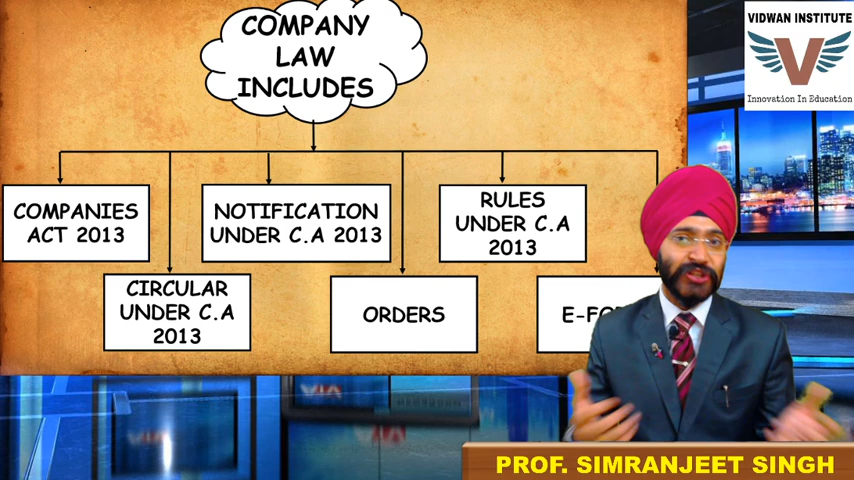 COMPANY
LAW
INCLUDES
VIDWAN INSTITUTE
V
Innovation In Education
COMPANIES
ACT 2013
NOTIFICATION
UNDER C.A 2013
RULES
UNDER C.A
2013
CIRCULAR
UNDER C.A
2013
ORDERS
PROF. SIMRANJEET SINGH